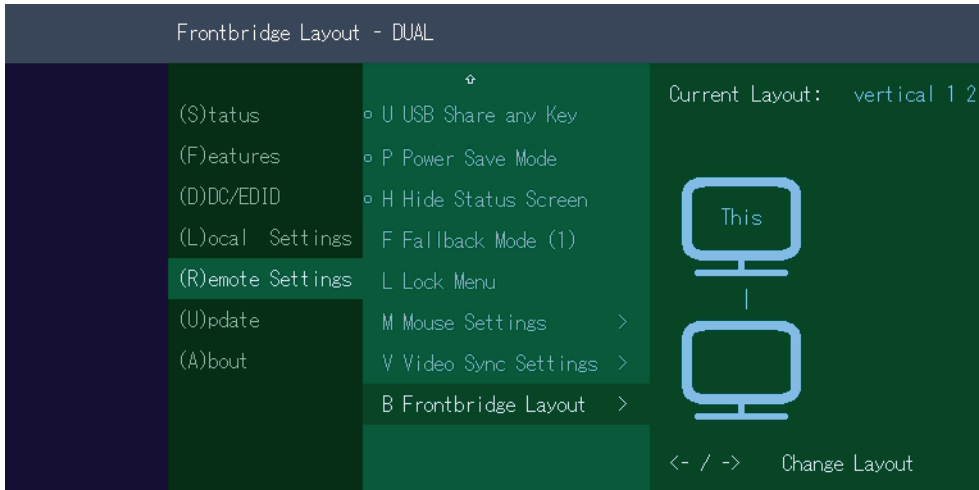 Frontbridge Layout - DUAL
(S)tatus
(F)eatures
(D)DC/EDID
(L)ocal Settings
(R)emote Settings
(U)pdate
(A)bout
⇧
U USB Share any Key
P Power Save Mode
H Hide Status Screen
F Fallback Mode (1)
L Lock Menu
M Mouse Settings >
V Video Sync Settings >
B Frontbridge Layout >
Current Layout: vertical 1 2
This
<- / -> Change Layout